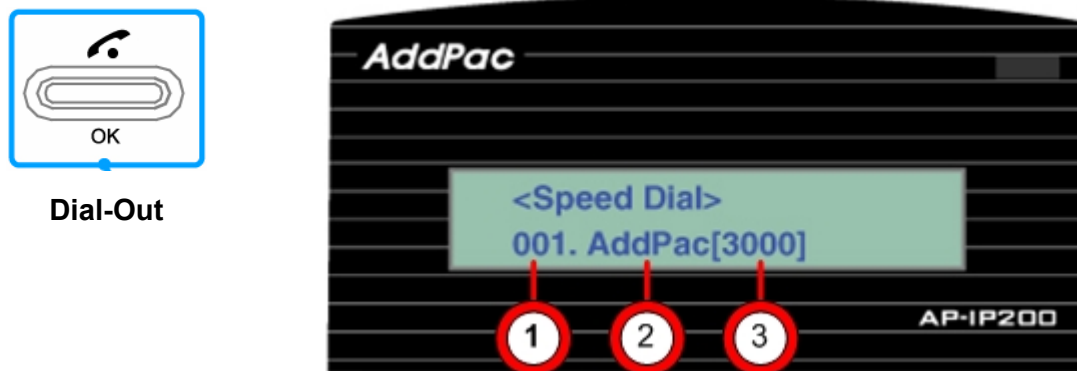 OK
Dial-Out
AddPac
<Speed Dial>
001. AddPac[3000]
AP-IP200
1 2 3